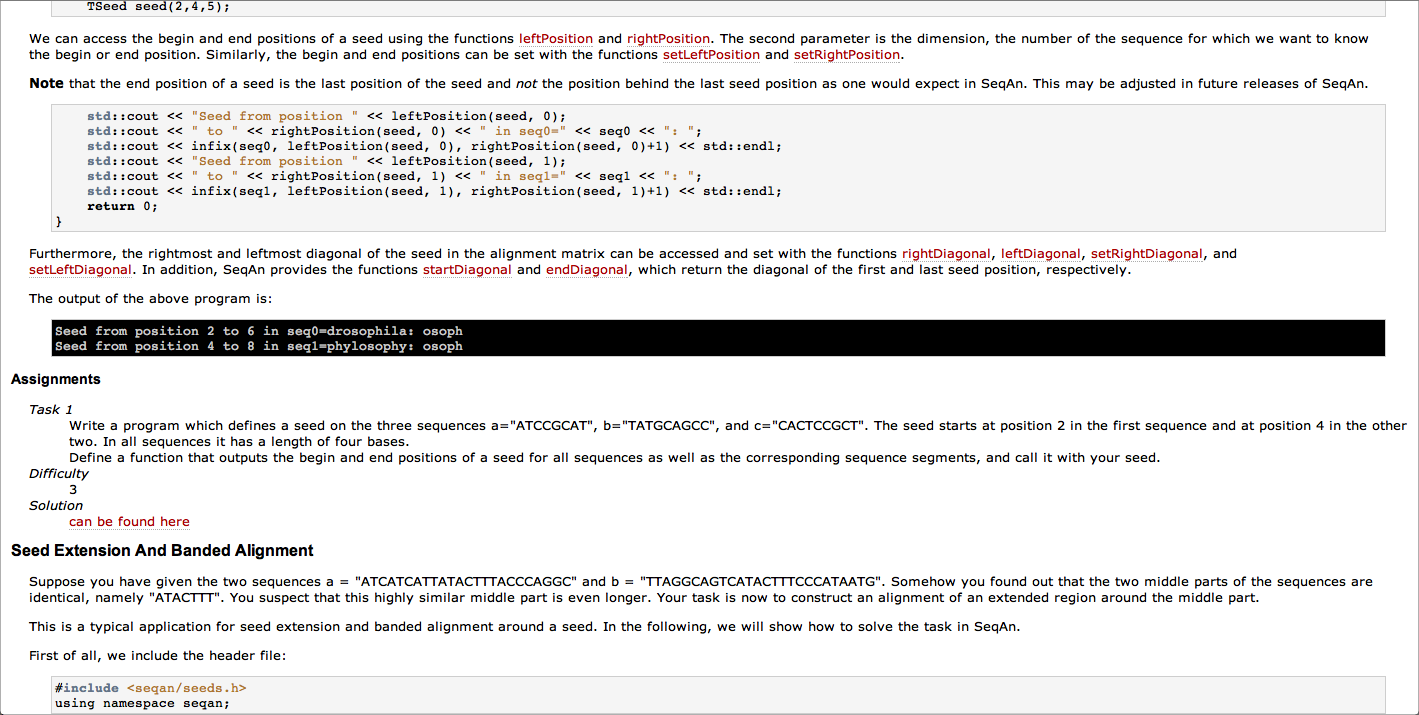 TSeed seed(2,4,5);
We can access the begin and end positions of a seed using the functions leftPosition and rightPosition. The second parameter is the dimension, the number of the sequence for which we want to know
the begin or end position. Similarly, the begin and end positions can be set with the functions setLeftPosition and setRightPosition.
Note that the end position of a seed is the last position of the seed and not the position behind the last seed position as one would expect in SeqAn. This may be adjusted in future releases of SeqAn.
std::cout << "Seed from position " << leftPosition(seed, 0);
std::cout << " to " << rightPosition(seed, 0) << " in seq0=" << seq0 << ": ";
std::cout << infix(seq0, leftPosition(seed, 0), rightPosition(seed, 0)+1) << std::endl;
std::cout << "Seed from position " << leftPosition(seed, 1);
std::cout << " to " << rightPosition(seed, 1) << " in seq1=" << seq1 << ": ";
std::cout << infix(seq1, leftPosition(seed, 1), rightPosition(seed, 1)+1) << std::endl;
return 0;
}
Furthermore, the rightmost and leftmost diagonal of the seed in the alignment matrix can be accessed and set with the functions rightDiagonal, leftDiagonal, setRightDiagonal, and
setLeftDiagonal. In addition, SeqAn provides the functions startDiagonal and endDiagonal, which return the diagonal of the first and last seed position, respectively.
The output of the above program is:
Seed from position 2 to 6 in seq0=drosophila: osoph
Seed from position 4 to 8 in seq1=phylosophy: osoph
Assignments
Task 1
Write a program which defines a seed on the three sequences a="ATCCGCAT", b="TATGCAGCC", and c="CACTCCGCT". The seed starts at position 2 in the first sequence and at position 4 in the other
two. In all sequences it has a length of four bases.
Define a function that outputs the begin and end positions of a seed for all sequences as well as the corresponding sequence segments, and call it with your seed.
Difficulty
3
Solution
can be found here
Seed Extension And Banded Alignment
Suppose you have given the two sequences a = "ATCATCATTATACTTTACCCAGGC" and b = "TTAGGCAGTCATACTTTCCCATAATG". Somehow you found out that the two middle parts of the sequences are
identical, namely "ATACTTT". You suspect that this highly similar middle part is even longer. Your task is now to construct an alignment of an extended region around the middle part.
This is a typical application for seed extension and banded alignment around a seed. In the following, we will show how to solve the task in SeqAn.
First of all, we include the header file:
#include <seqan/seeds.h>
using namespace seqan;